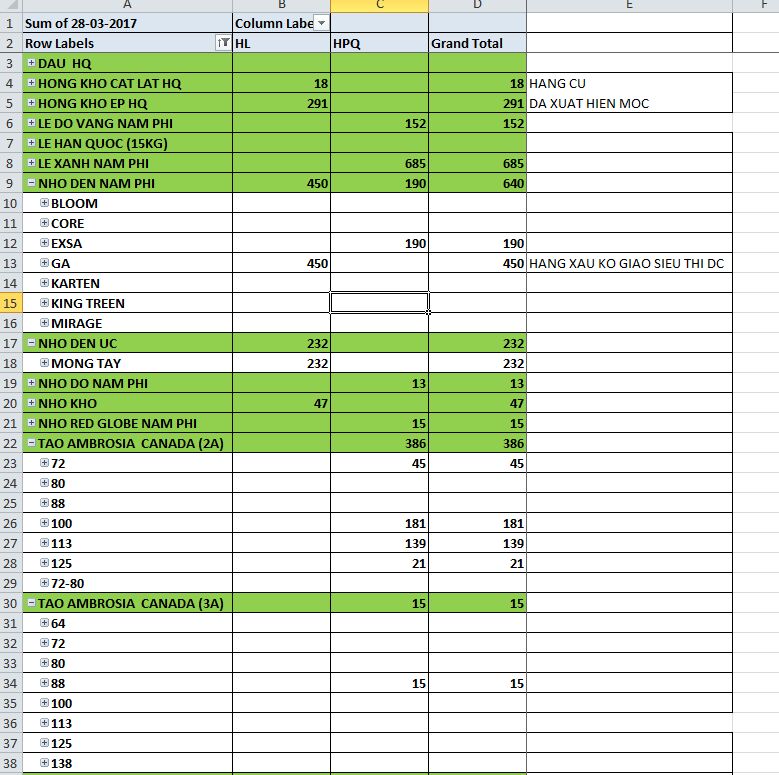 A B C D E F
1 Sum of 28-03-2017 Column Labe
2 Row Labels HL HPQ Grand Total
3 DAU HQ
4 HONG KHO CAT LAT HQ 18 18 HANG CU
5 HONG KHO EP HQ 291 291 DA XUAT HIEN MOC
6 LE DO VANG NAM PHI 152 152
7 LE HAN QUOC (15KG)
8 LE XANH NAM PHI 685 685
9 NHO DEN NAM PHI 450 190 640
10 BLOOM
11 CORE
12 EXSA 190 190
13 GA 450 450 HANG XAU KO GIAO SIEU THI DC
14 KARTEN
15 KING TREEN
16 MIRAGE
17 NHO DEN UC 232 232
18 MONG TAY 232 232
19 NHO DO NAM PHI 13 13
20 NHO KHO 47 47
21 NHO RED GLOBE NAM PHI 15 15
22 TAO AMBROSIA CANADA (2A) 386 386
23 72 45 45
24 80
25 88
26 100 181 181
27 113 139 139
28 125 21 21
29 72-80
30 TAO AMBROSIA CANADA (3A) 15 15
31 64
32 72
33 80
34 88 15 15
35 100
36 113
37 125
38 138